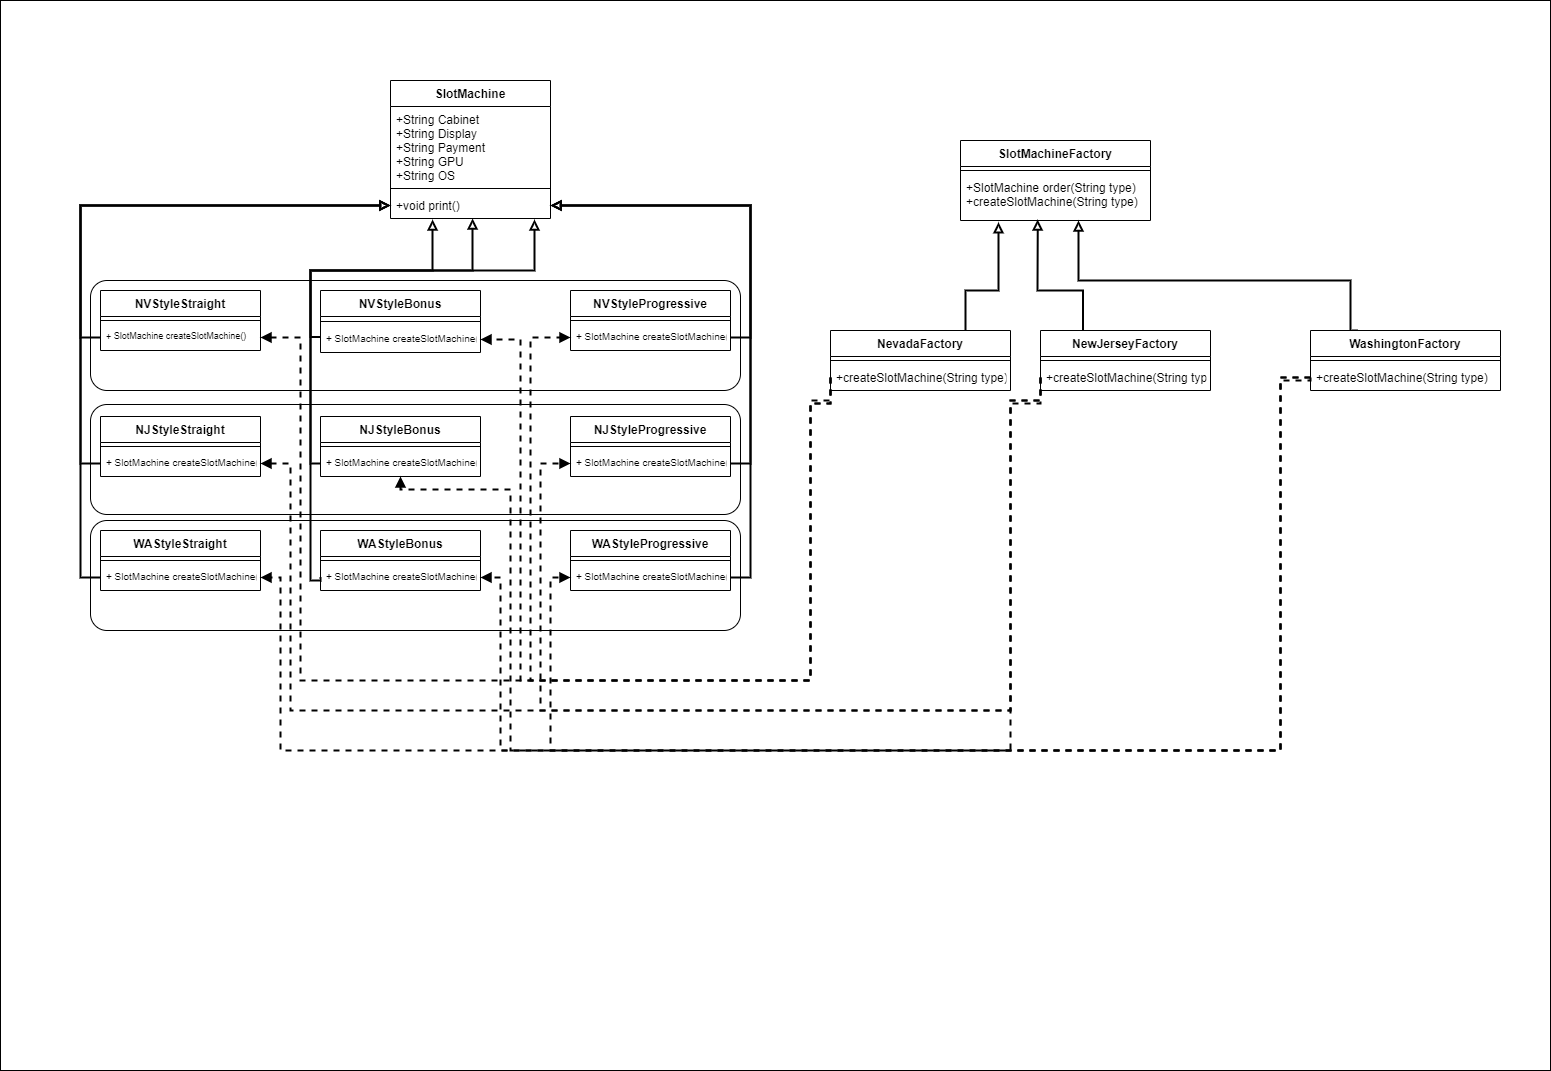 SlotMachine
+String Cabinet
+String Display
+String Payment
+String GPU
+String OS
+void print()
SlotMachineFactory
+SlotMachine order(String type)
+createSlotMachine(String type)
NVStyleStraight
+ SlotMachine createSlotMachine()
NVStyleBonus
+ SlotMachine createSlotMachine
NVStyleProgressive
+ SlotMachine createSlotMachine
NevadaFactory
+createSlotMachine(String type)
NewJerseyFactory
+createSlotMachine(String typ
WashingtonFactory
+createSlotMachine(String type)
NJStyleStraight
+ SlotMachine createSlotMachine
NJStyleBonus
+ SlotMachine createSlotMachine
NJStyleProgressive
+ SlotMachine createSlotMachine
WAStyleStraight
+ SlotMachine createSlotMachine
WAStyleBonus
+ SlotMachine createSlotMachine
WAStyleProgressive
+ SlotMachine createSlotMachine